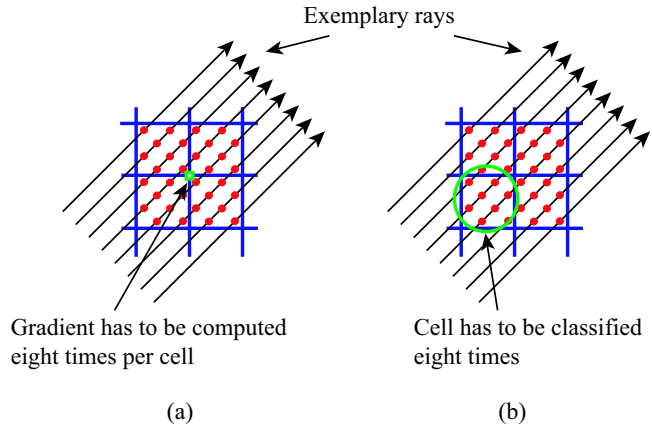 Exemplary rays
Gradient has to be computed
eight times per cell
Cell has to be classified
eight times
(a)
(b)